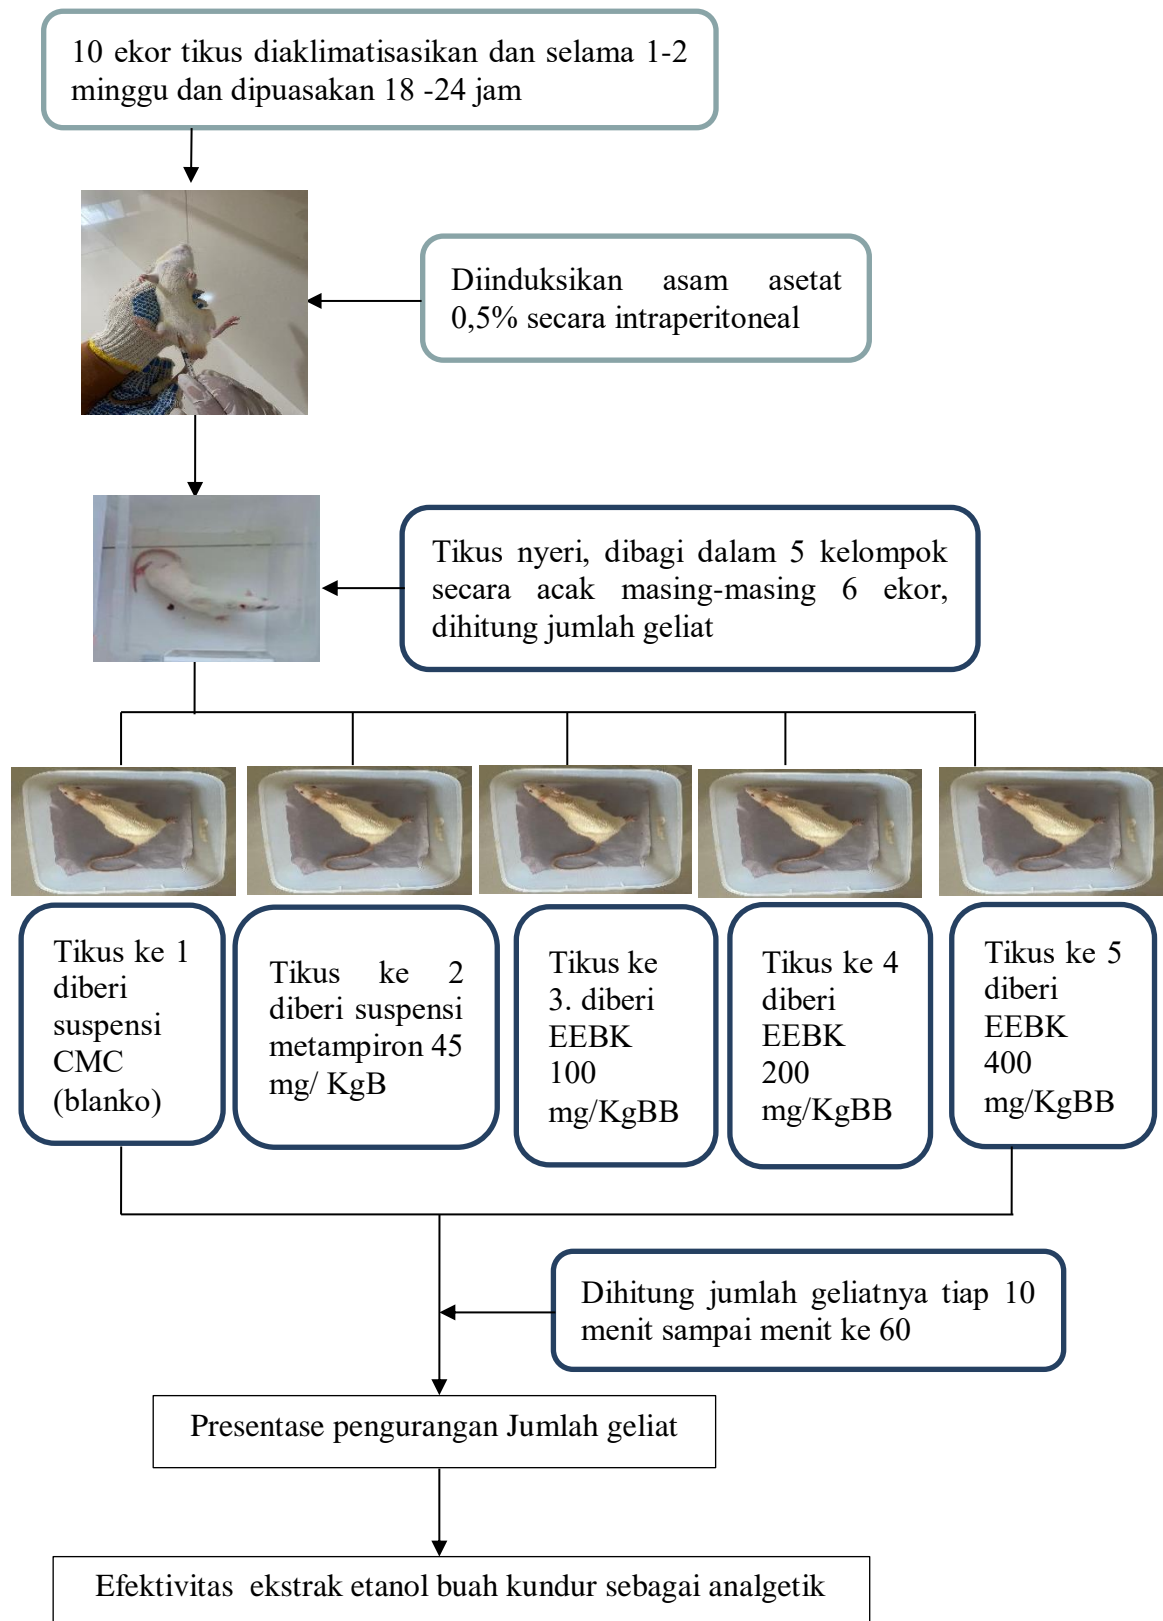 10 ekor tikus diaklimatisasikan dan selama 1-2
minggu dan dipuasakan 18 -24 jam
Diinduksikan asam asetat
0,5% secara intraperitoneal
Tikus nyeri, dibagi dalam 5 kelompok
secara acak masing-masing 6 ekor,
dihitung jumlah geliat
Tikus ke 1
diberi
suspensi
CMC
(blanko)
Tikus ke 2
diberi suspensi
metampiron 45
mg/ KgB
Tikus ke
3. diberi
EEBK
100
mg/KgBB
Tikus ke 4
diberi
EEBK
200
mg/KgBB
Tikus ke 5
diberi
EEBK
400
mg/KgBB
Dihitung jumlah geliatnya tiap 10
menit sampai menit ke 60
Presentase pengurangan Jumlah geliat
Efektivitas ekstrak etanol buah kundur sebagai analgetik